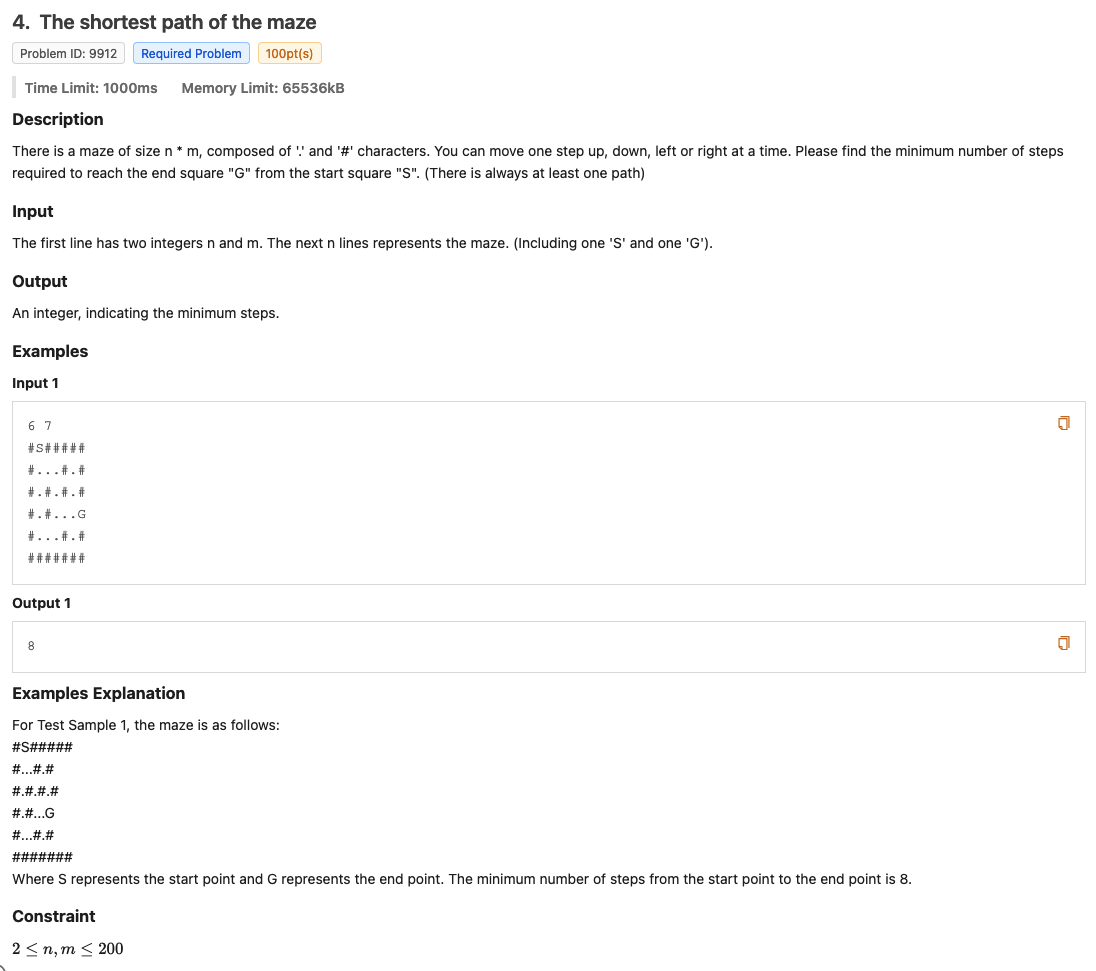 4. The shortest path of the maze
Problem ID: 9912 Required Problem 100pt(s)
Time Limit: 1000ms Memory Limit: 65536kB
Description
There is a maze of size n * m, composed of '.' and '#' characters. You can move one step up, down, left or right at a time. Please find the minimum number of steps
required to reach the end square "G" from the start square "S". (There is always at least one path)
Input
The first line has two integers n and m. The next n lines represents the maze. (Including one 'S' and one 'G').
Output
An integer, indicating the minimum steps.
Examples
Input 1
6 7
#S#####
#...#.#
#.#.#.#
#.#...G
#...#.#
#######
Output 1
8
Examples Explanation
For Test Sample 1, the maze is as follows:
#S#####
#...#.#
#.#.#.#
#.#...G
#...#.#
#######
Where S represents the start point and G represents the end point. The minimum number of steps from the start point to the end point is 8.
Constraint
2 ≤ n, m ≤ 200